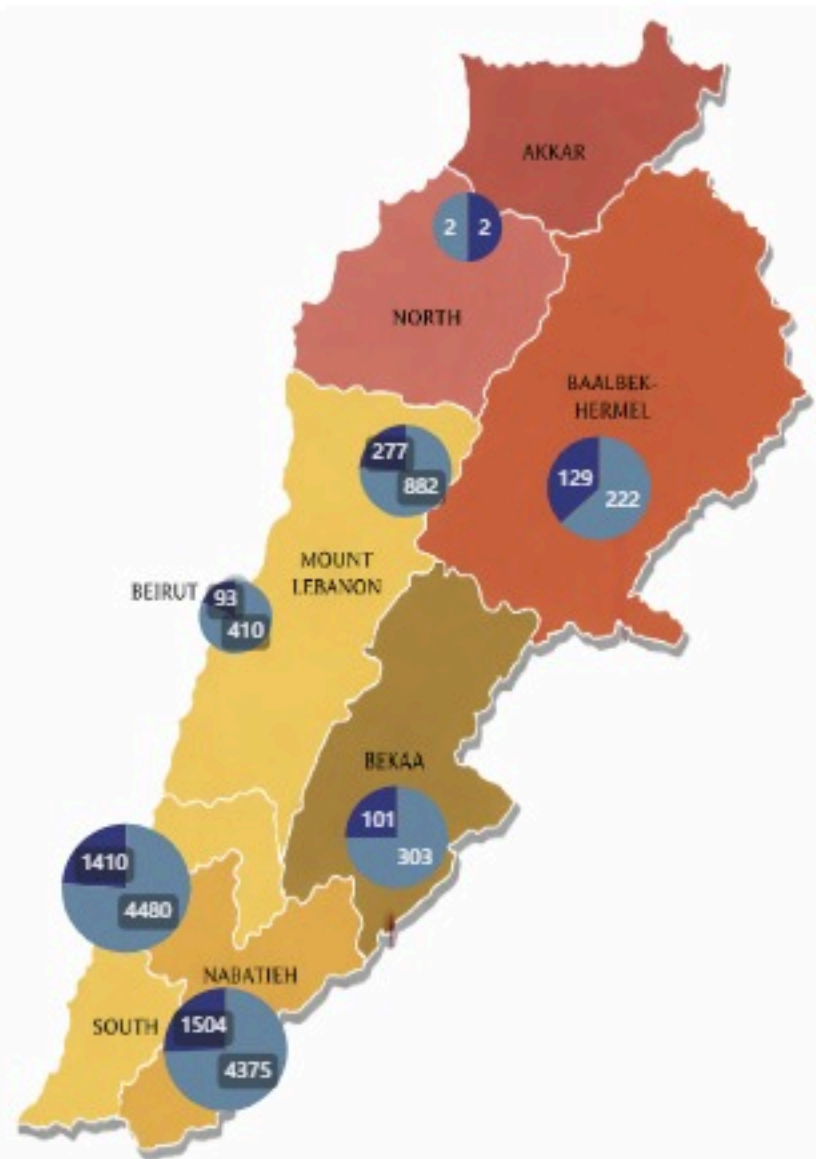 AKKAR
2 2
NORTH
BAALBEK-
HERMEL
277
882
129
222
MOUNT
LEBANON
BEIRUT
93
410
BEKAA
101
303
1410
4480
NABATIEH
SOUTH
1504
4375